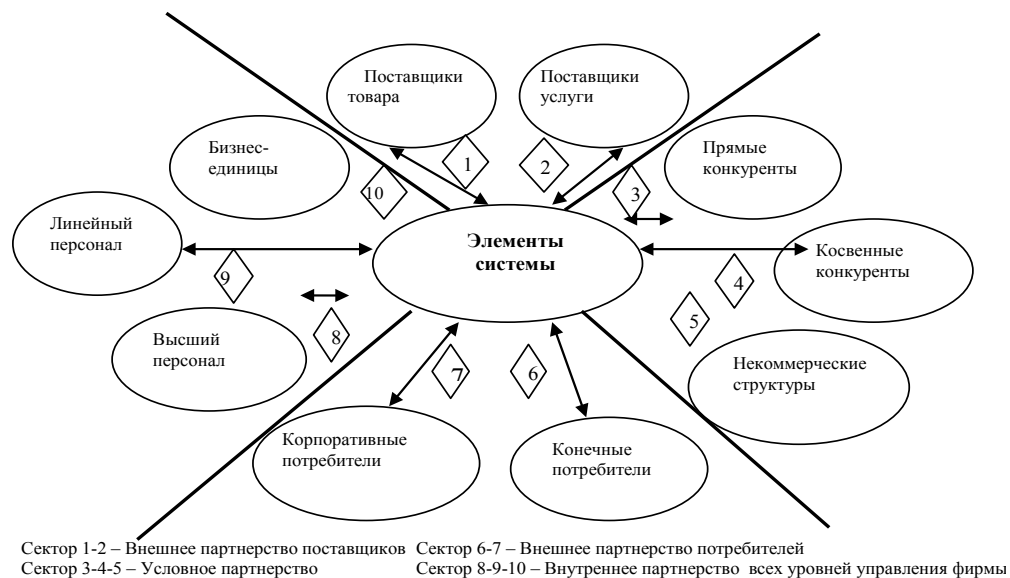 Поставщики
товара
Поставщики
услуги
Бизнес-
единицы
Прямые
конкуренты
1
2
3
10
Линейный
персонал
Элементы
системы
Косвенные
конкуренты
9
4
5
8
Высший
персонал
7
6
Некоммерческие
структуры
Корпоративные
потребители
Конечные
потребители
Сектор 1-2 – Внешнее партнерство поставщиков
Сектор 6-7 – Внешнее партнерство потребителей
Сектор 3-4-5 – Условное партнерство
Сектор 8-9-10 – Внутреннее партнерство всех уровней управления фирмы